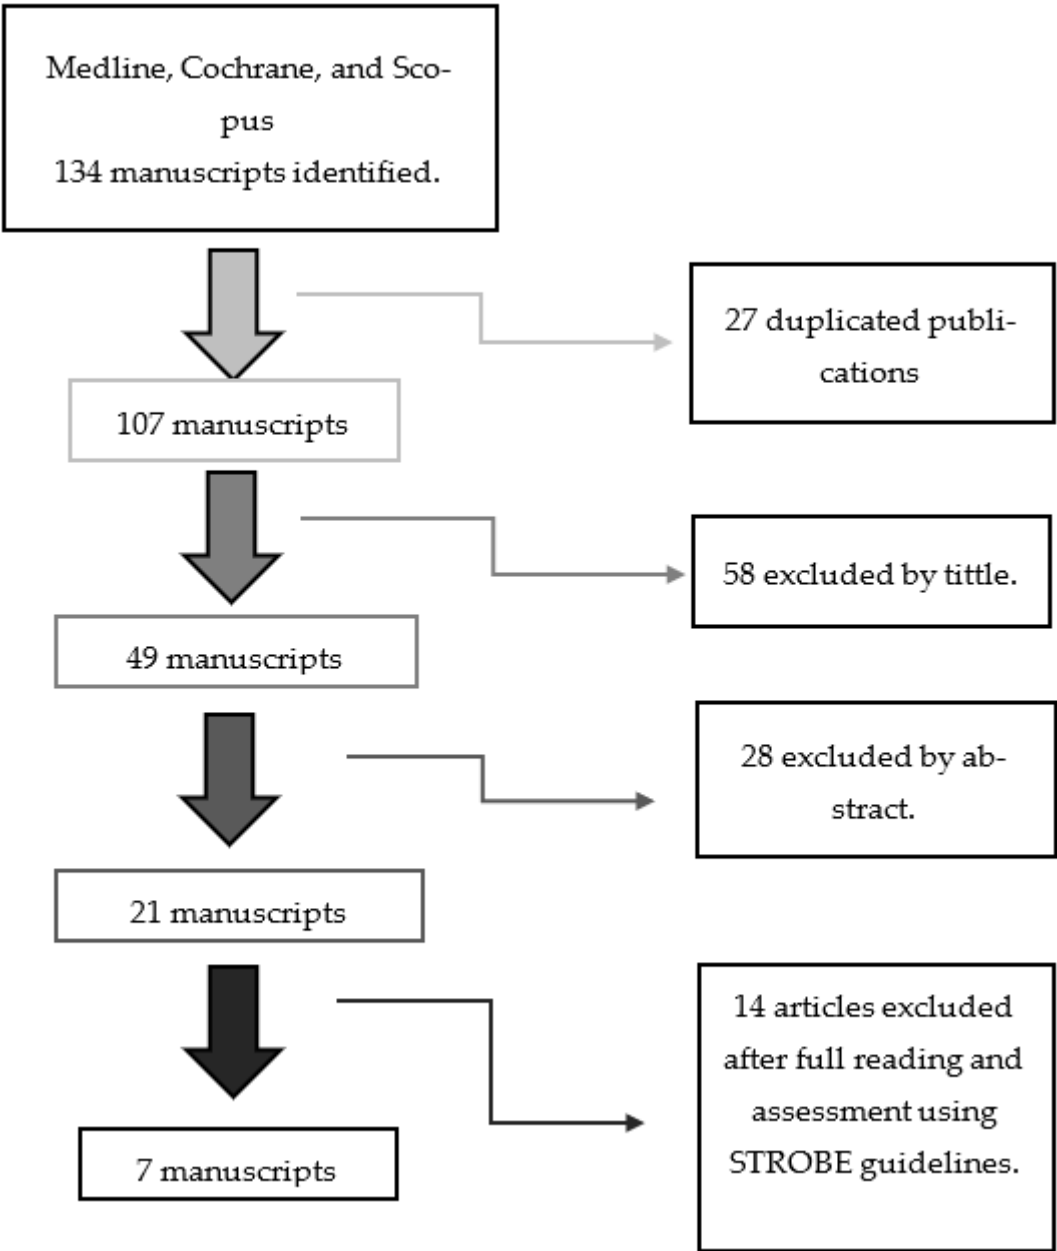 Medline, Cochrane, and Sco-
pus
134 manuscripts identified.
27 duplicated publi-
cations
107 manuscripts
58 excluded by tittle.
49 manuscripts
28 excluded by ab-
stract.
21 manuscripts
14 articles excluded
after full reading and
assessment using
STROBE guidelines.
7 manuscripts